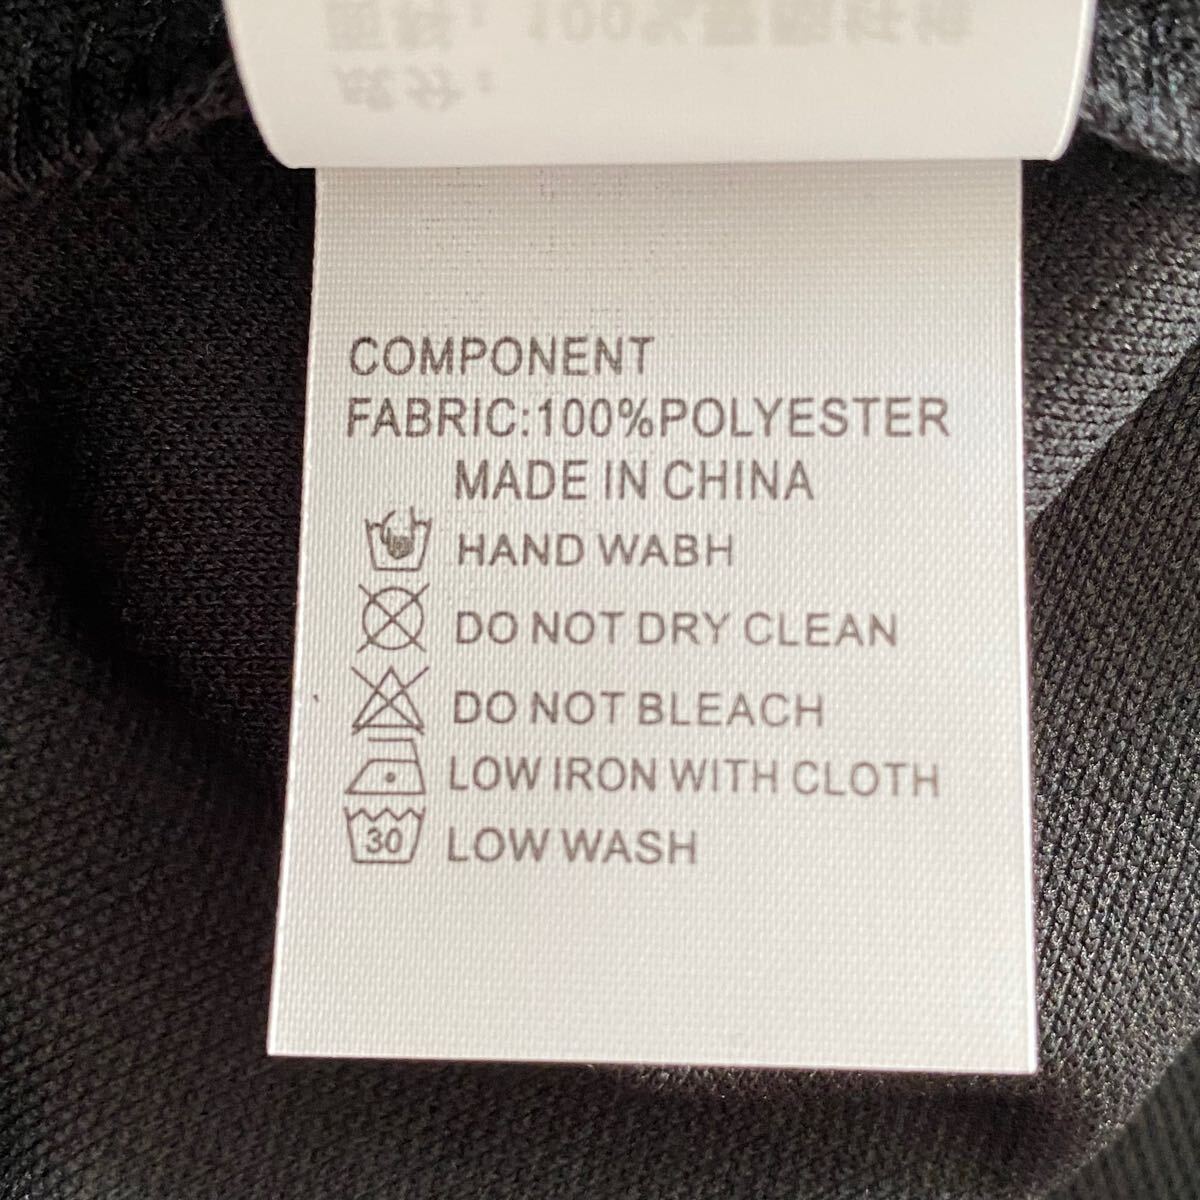 COMPONENT
FABRIC:100%POLYESTER
MADE IN CHINA
HAND WABH
DO NOT DRY CLEAN
DO NOT BLEACH
LOW IRON WITH CLOTH
30 LOW WASH